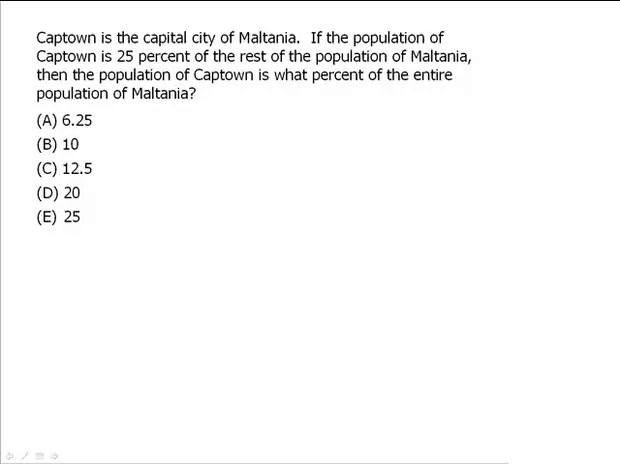 Captown is the capital city of Maltania.  If the population of
Captown is 25 percent of the rest of the population of Maltania,
then the population of Captown is what percent of the entire
population of Maltania?
(A) 6.25
(B) 10
(C) 12.5
(D) 20
(E) 25